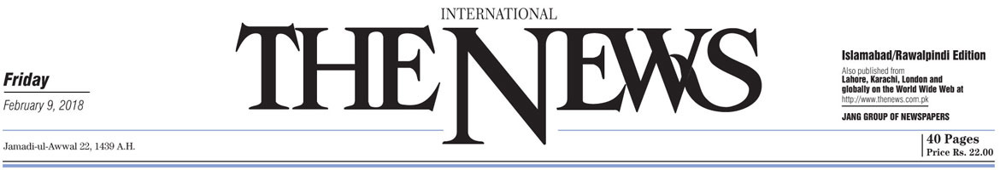 INTERNATIONAL
THE NEWS
Friday
February 9, 2018
Islamabad/Rawalpindi Edition
Also published from
Lahore, Karachi, London and
globally on the World Wide Web at
http://www.thenews.com.pk
JANG GROUP OF NEWSPAPERS
Jamadi-ul-Awwal 22, 1439 A.H.
40 Pages
Price Rs. 22.00